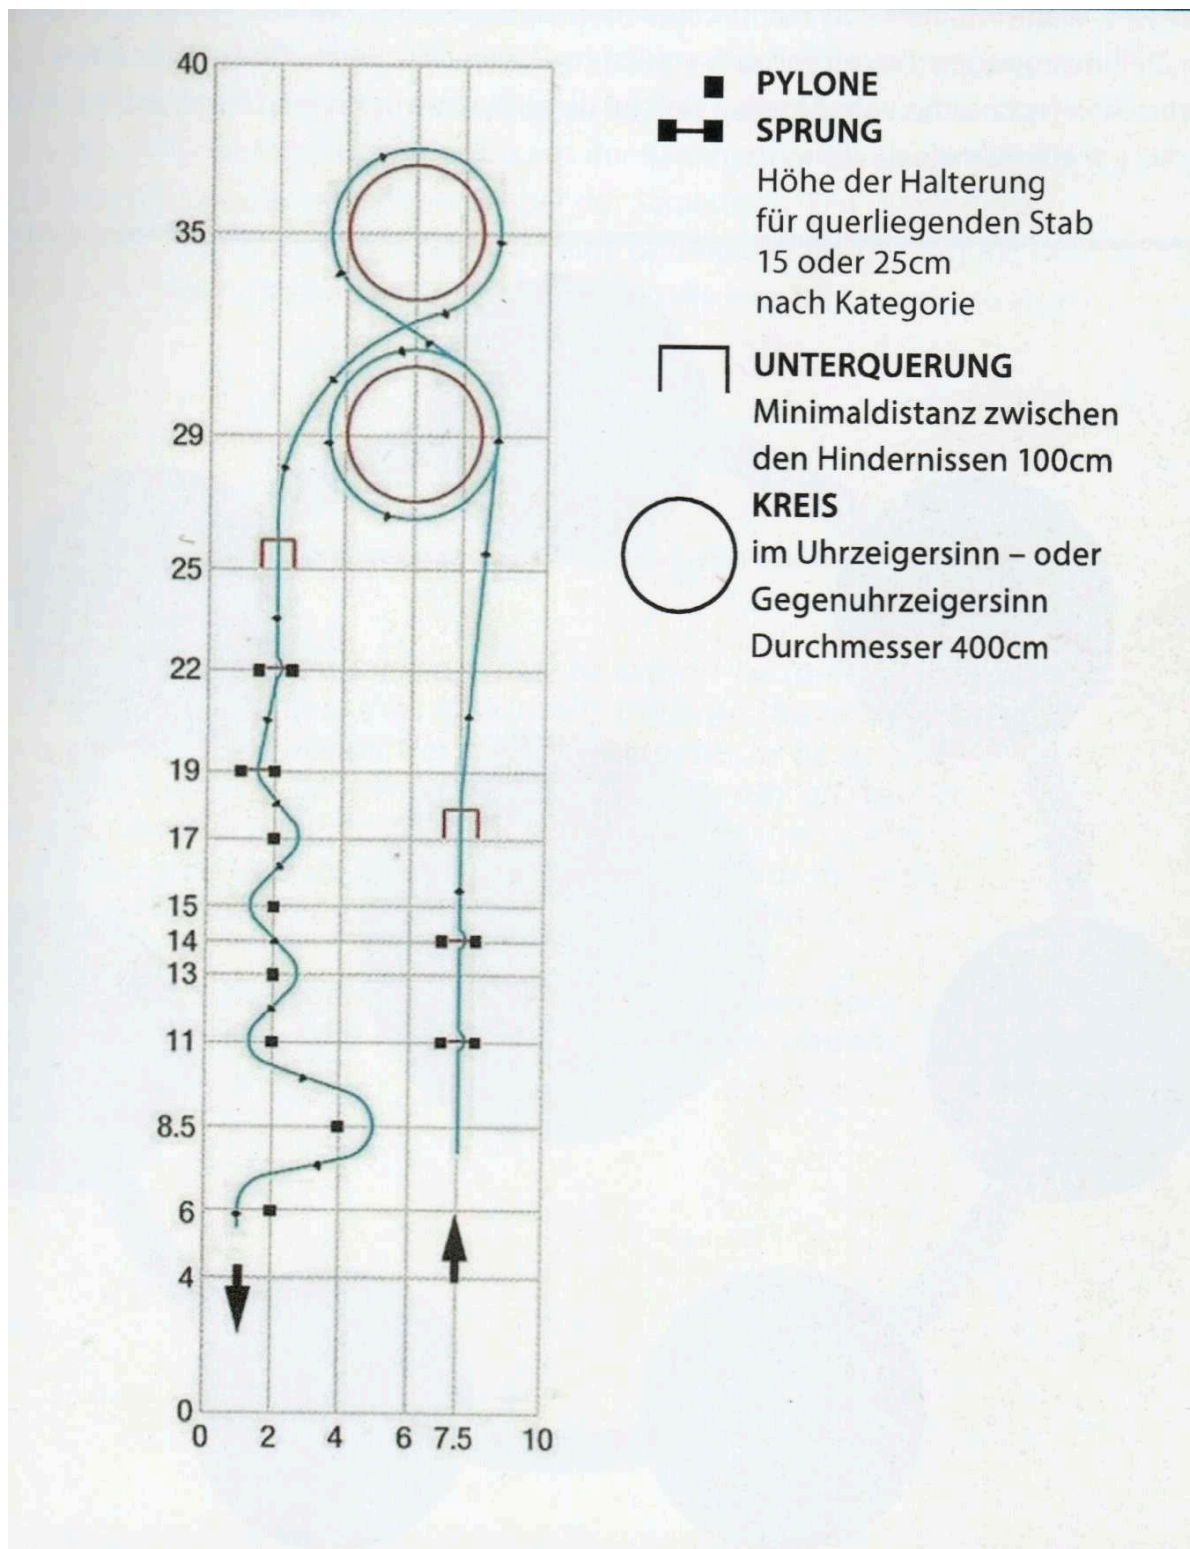 40
35
29
25
22
19
17
15
14
13
11
8.5
6
4
0
0 2 4 6 7.5 10
PYLONE
SPRUNG
Höhe der Halterung
für querliegenden Stab
15 oder 25cm
nach Kategorie
UNTERQUERUNG
Minimaldistanz zwischen
den Hindernissen 100cm
KREIS
im Uhrzeigersinn – oder
Gegenuhrzeigersinn
Durchmesser 400cm